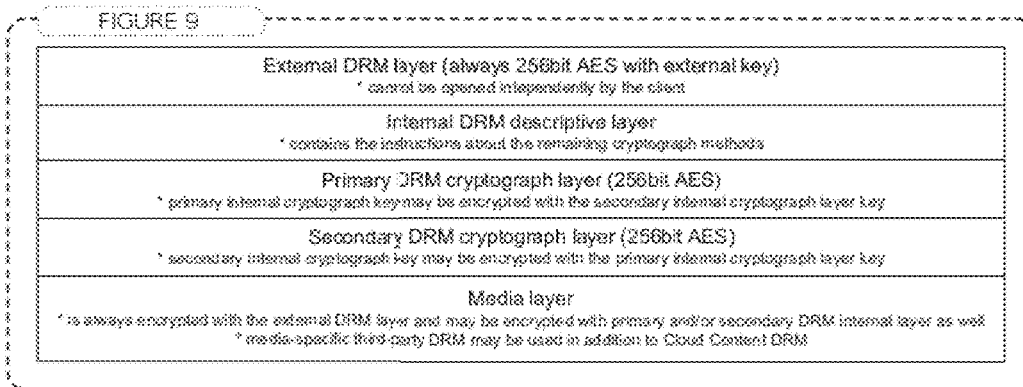 FIGURE 9
External DRM layer (always 256bit AES with external key)
* cannot be opened independently by the client
Internal DRM descriptive layer
* contains the instructions about the remaining cryptograph methods
Primary DRM cryptograph layer (256bit AES)
* primary internal cryptograph key may be encrypted with the secondary internal cryptograph layer key
Secondary DRM cryptograph layer (256bit AES)
* secondary internal cryptograph key may be encrypted with the primary internal cryptograph layer key
Media layer
* is always encrypted with the external DRM layer and may be encrypted with primary and/or secondary DRM internal layer as well
* media-specific third-party DRM may be used in addition to Cloud Content DRM